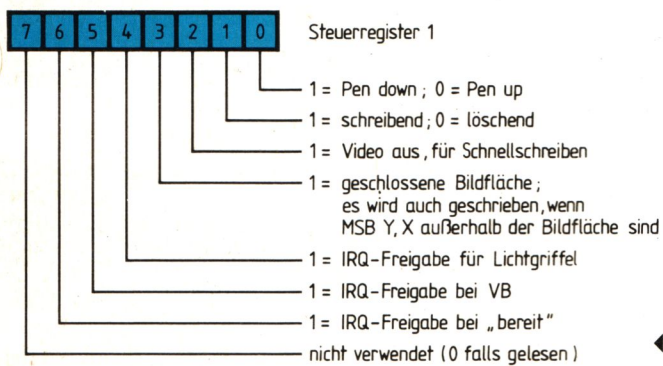 7 6 5 4 3 2 1 0 Steuerregister 1
1 = Pen down ; 0 = Pen up
1 = schreibend ; 0 = löschend
1 = Video aus , für Schnellschreiben
1 = geschlossene Bildfläche ;
es wird auch geschrieben, wenn
MSB Y, X außerhalb der Bildfläche sind
1 = IRQ-Freigabe für Lichtgriffel
1 = IRQ-Freigabe bei VB
1 = IRQ-Freigabe bei „bereit"
nicht verwendet ( 0 falls gelesen )